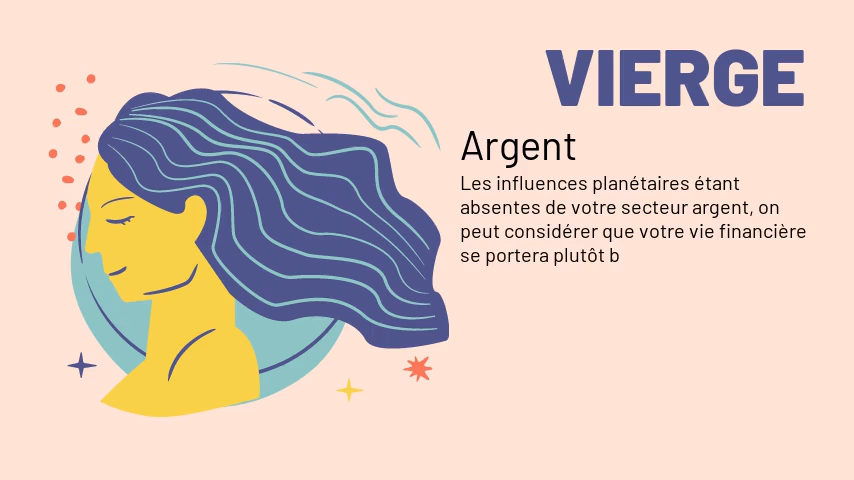 VIERGE
Argent
Les influences planétaires étant
absentes de votre secteur argent, on
peut considérer que votre vie financière
se portera plutôt b